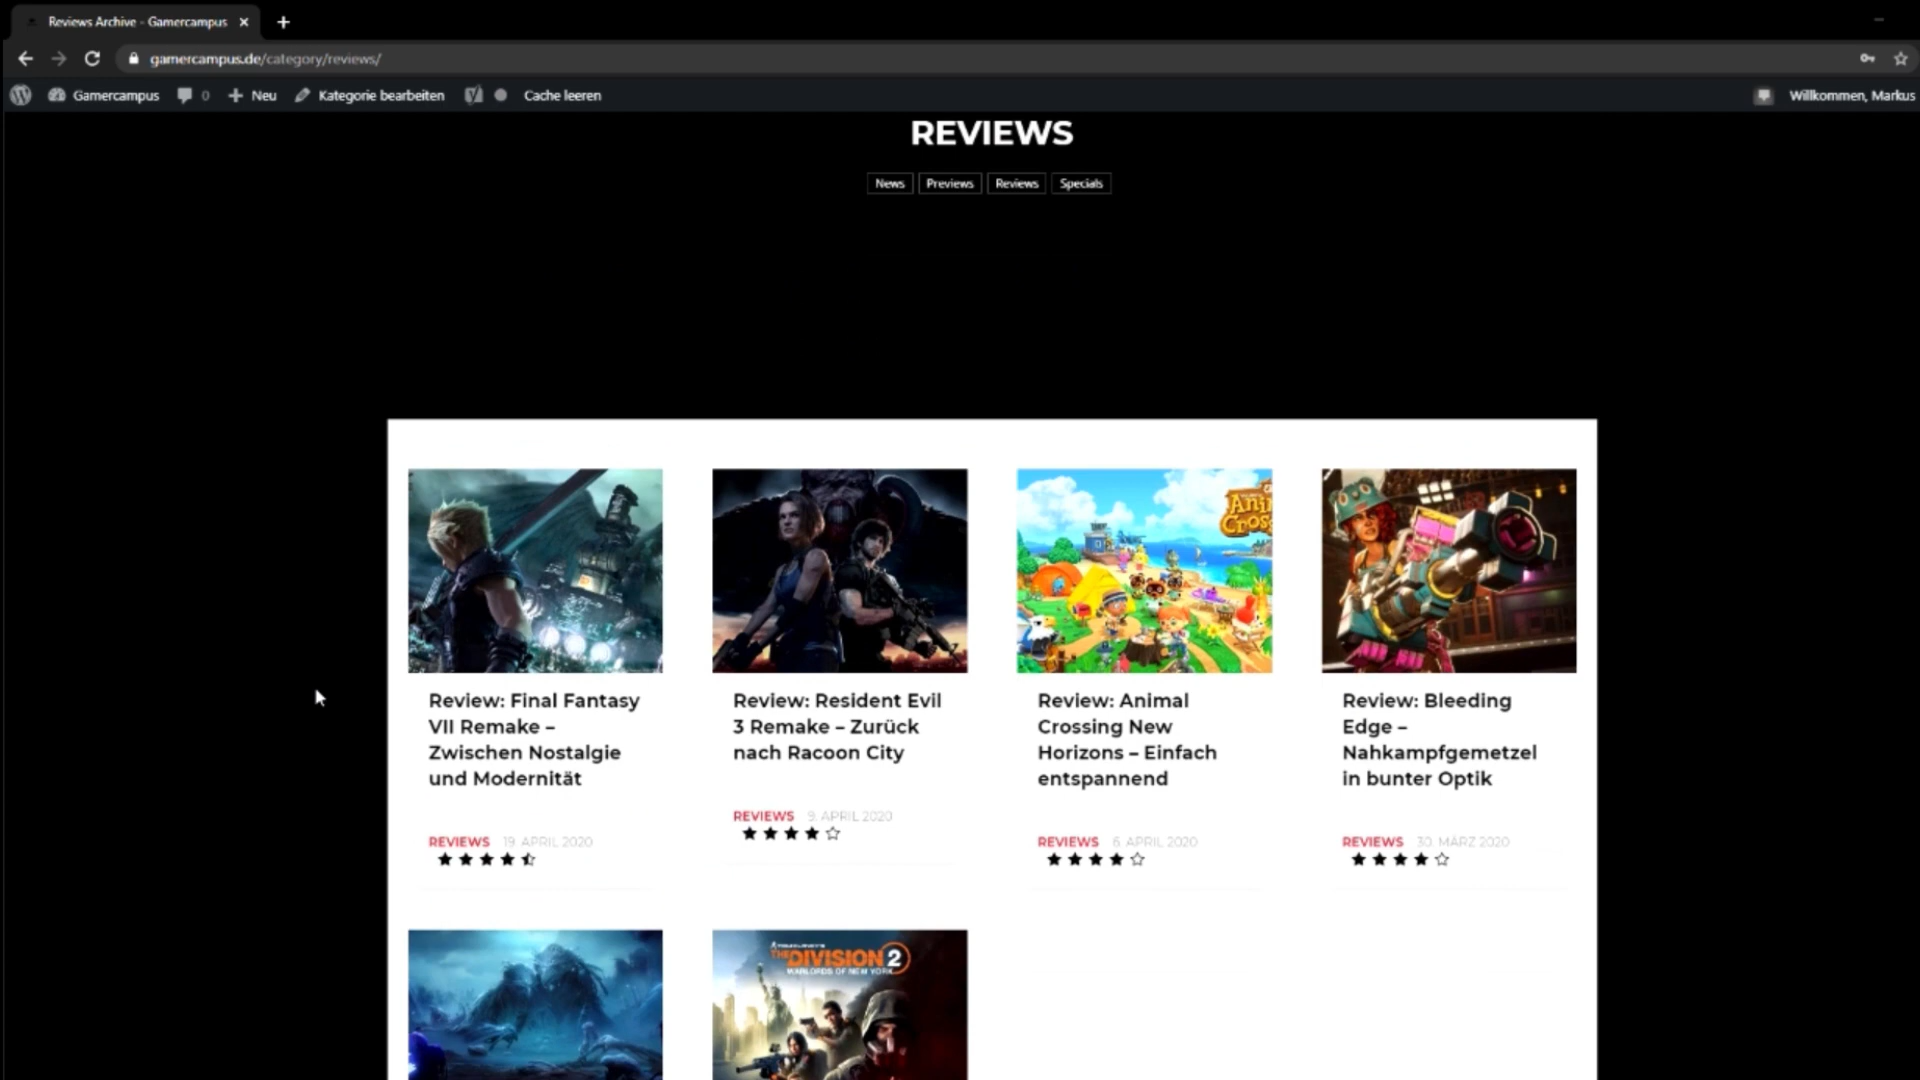 Reviews Archive - Gamercampus
gamercampus.de/category/reviews/
Gamercampus 0 Neu Kategorie bearbeiten Cache leeren Willkommen, Markus
REVIEWS
News Previews Reviews Specials
Ani
Cros
Review: Final Fantasy
VII Remake –
Zwischen Nostalgie
und Modernität
REVIEWS 19. APRIL 2020
Review: Resident Evil
3 Remake – Zurück
nach Racoon City
REVIEWS 9. APRIL 2020
Review: Animal
Crossing New
Horizons – Einfach
entspannend
REVIEWS 6. APRIL 2020
Review: Bleeding
Edge –
Nahkampfgemetzel
in bunter Optik
REVIEWS 30. MÄRZ 2020
TOM CLANCY'S
THE DIVISION 2
WARLORDS OF NEW YORK